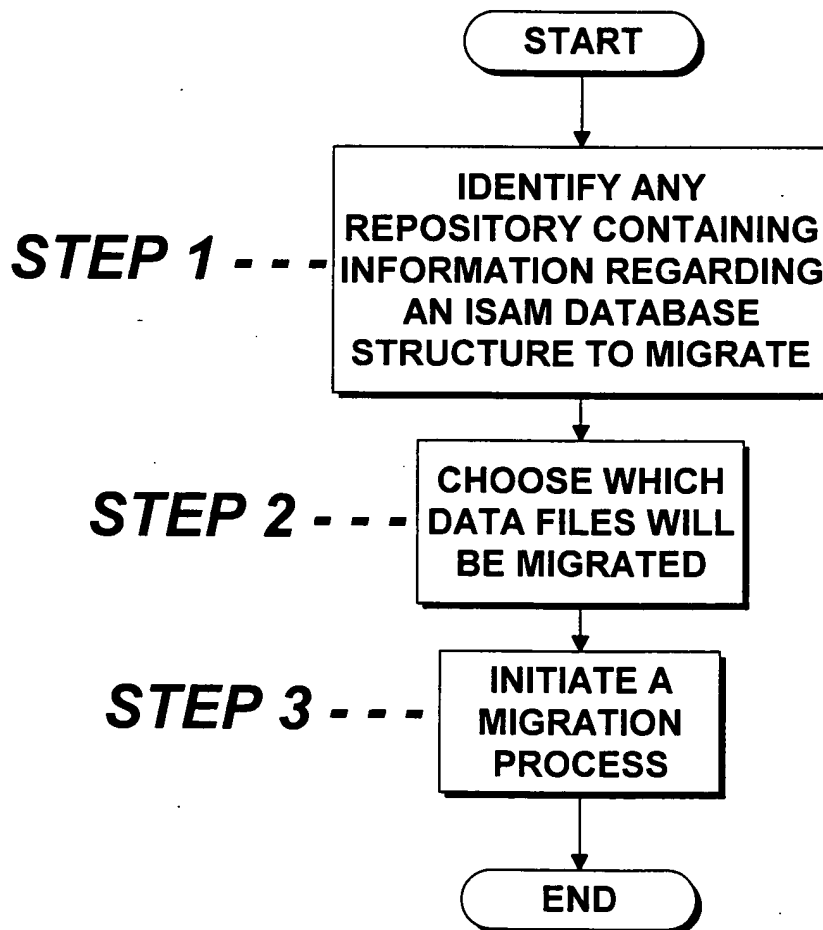 START
STEP 1 - - -
IDENTIFY ANY
REPOSITORY CONTAINING
INFORMATION REGARDING
AN ISAM DATABASE
STRUCTURE TO MIGRATE
STEP 2 - - -
CHOOSE WHICH
DATA FILES WILL
BE MIGRATED
STEP 3 - - -
INITIATE A
MIGRATION
PROCESS
END